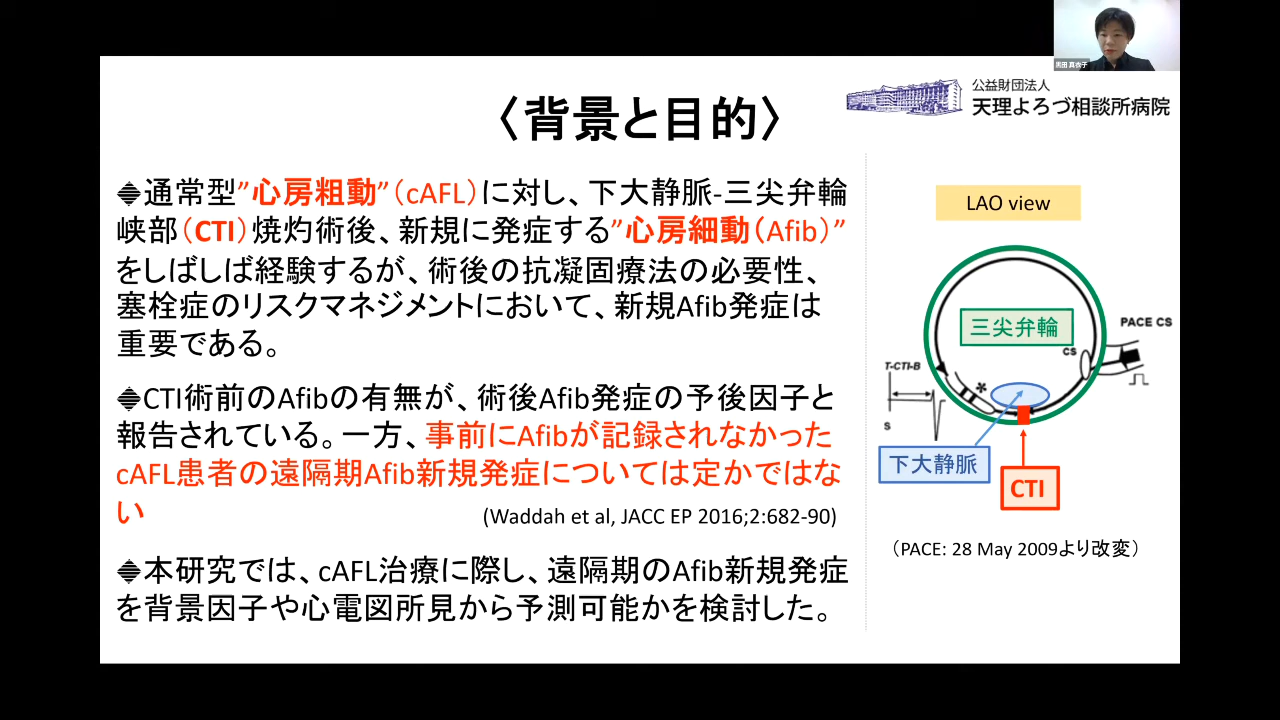 黒田 真衣子
公益財団法人
天理よろづ相談所病院
〈背景と目的〉
◆通常型”心房粗動”（cAFL）に対し、下大静脈-三尖弁輪
峡部（CTI）焼灼術後、新規に発症する”心房細動（Afib）”
をしばしば経験するが、術後の抗凝固療法の必要性、
塞栓症のリスクマネジメントにおいて、新規Afib発症は
重要である。
◆CTI術前のAfibの有無が、術後Afib発症の予後因子と
報告されている。一方、事前にAfibが記録されなかった
cAFL患者の遠隔期Afib新規発症については定かではな
い
(Waddah et al, JACC EP 2016;2:682-90)
◆本研究では、cAFL治療に際し、遠隔期のAfib新規発症
を背景因子や心電図所見から予測可能かを検討した。
LAO view
三尖弁輪
PACE CS
CS
T-CTI-B
*
S
下大静脈
CTI
（PACE: 28 May 2009より改変）